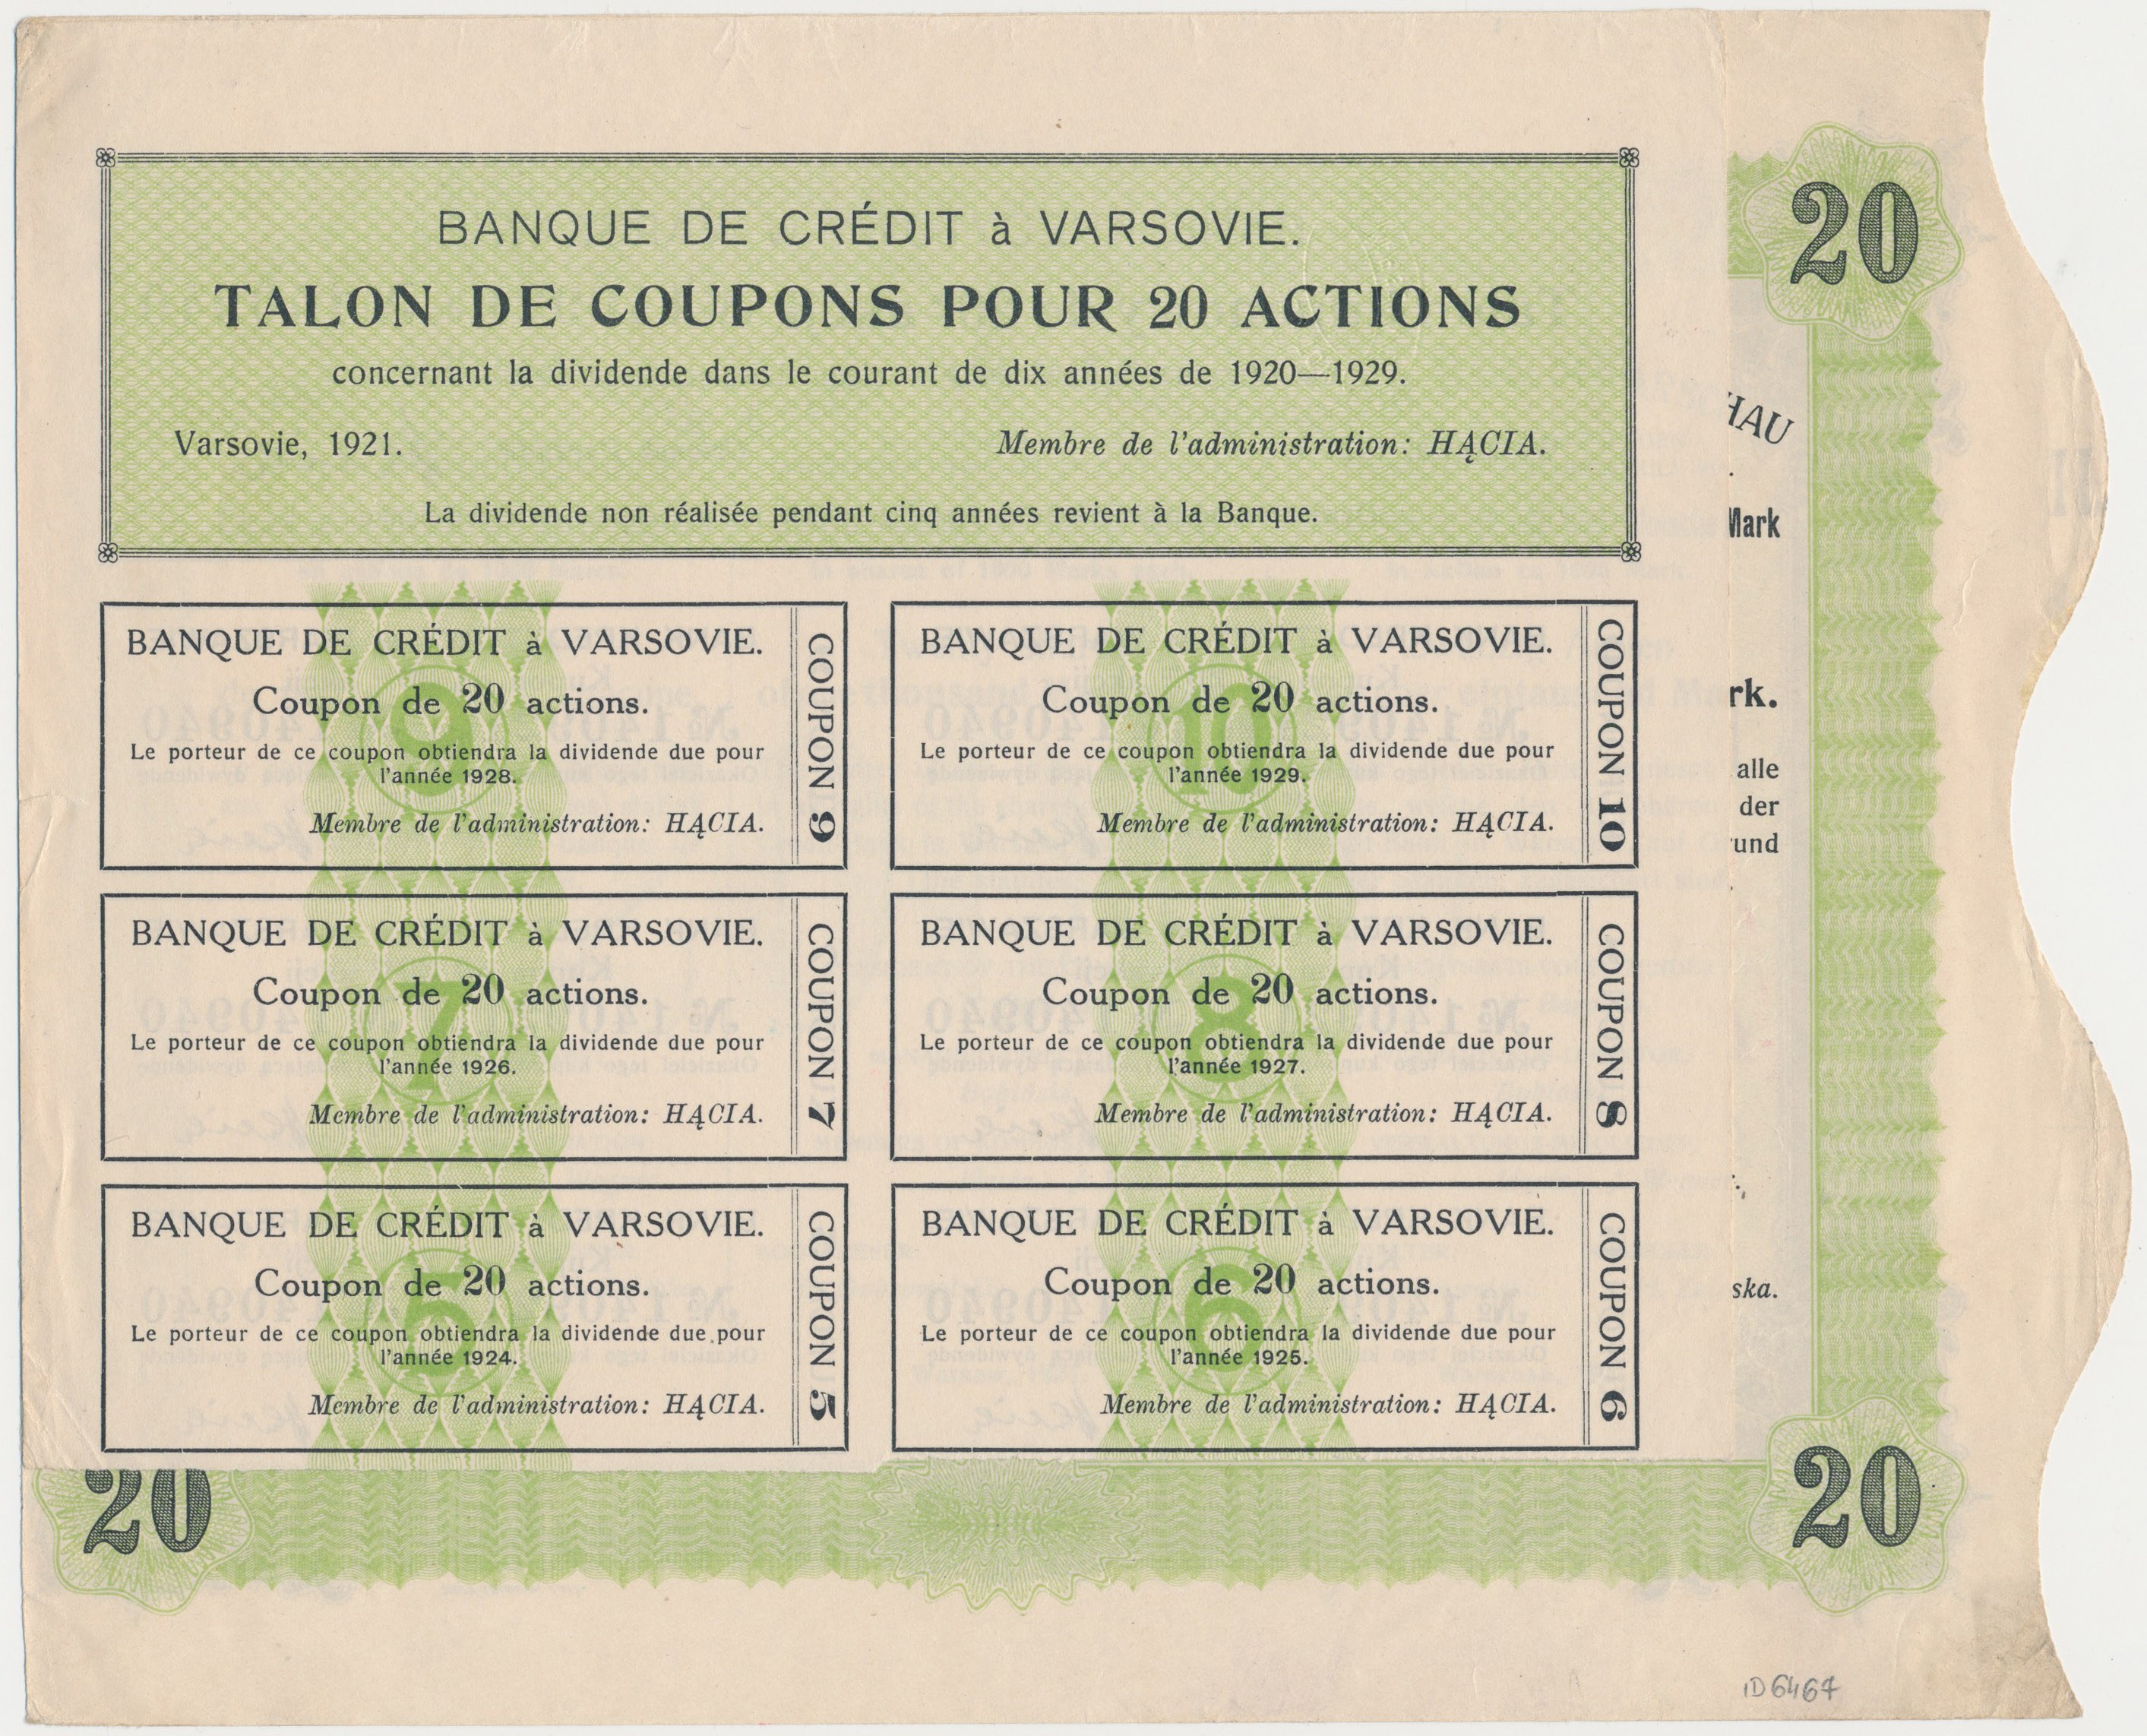 BANQUE DE CRÉDIT à VARSOVIE.
TALON DE COUPONS POUR 20 ACTIONS
concernant la dividende dans le courant de dix années de 1920—1929.
Varsovie, 1921. Membre de l'administration: HĄCIA.
La dividende non réalisée pendant cinq années revient à la Banque.
BANQUE DE CRÉDIT à VARSOVIE.
Coupon de 20 actions.
Le porteur de ce coupon obtiendra la dividende due pour
l'année 1928.
Membre de l'administration: HĄCIA.
COUPON 9
9
BANQUE DE CRÉDIT à VARSOVIE.
Coupon de 20 actions.
Le porteur de ce coupon obtiendra la dividende due pour
l'année 1929.
Membre de l'administration: HĄCIA.
COUPON 10
10
BANQUE DE CRÉDIT à VARSOVIE.
Coupon de 20 actions.
Le porteur de ce coupon obtiendra la dividende due pour
l'année 1926.
Membre de l'administration: HĄCIA.
COUPON 7
7
BANQUE DE CRÉDIT à VARSOVIE.
Coupon de 20 actions.
Le porteur de ce coupon obtiendra la dividende due pour
l'année 1927.
Membre de l'administration: HĄCIA.
COUPON 8
8
BANQUE DE CRÉDIT à VARSOVIE.
Coupon de 20 actions.
Le porteur de ce coupon obtiendra la dividende due pour
l'année 1924.
Membre de l'administration: HĄCIA.
COUPON 5
5
BANQUE DE CRÉDIT à VARSOVIE.
Coupon de 20 actions.
Le porteur de ce coupon obtiendra la dividende due pour
l'année 1925.
Membre de l'administration: HĄCIA.
COUPON 6
6
20
HAU
Mark
rk.
alle
der
und
ska.
20
20
ID6467